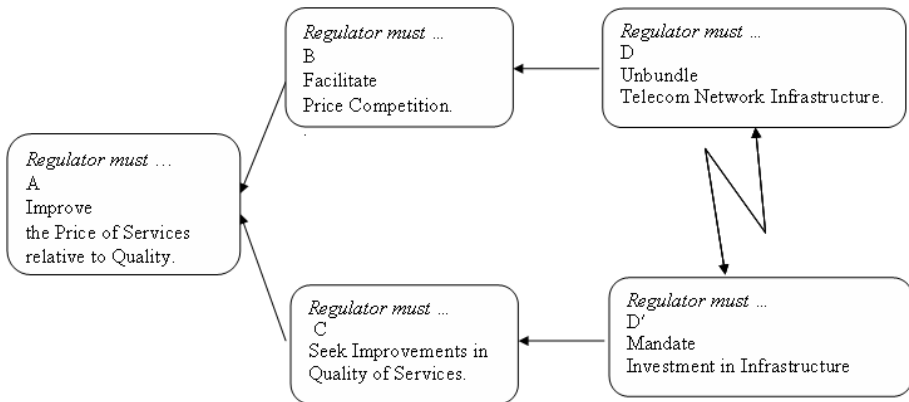 Regulator must ...
B
Facilitate
Price Competition.
.
Regulator must ...
D
Unbundle
Telecom Network Infrastructure.
Regulator must ...
A
Improve
the Price of Services
relative to Quality.
Regulator must ...
C
Seek Improvements in
Quality of Services.
Regulator must ...
D'
Mandate
Investment in Infrastructure